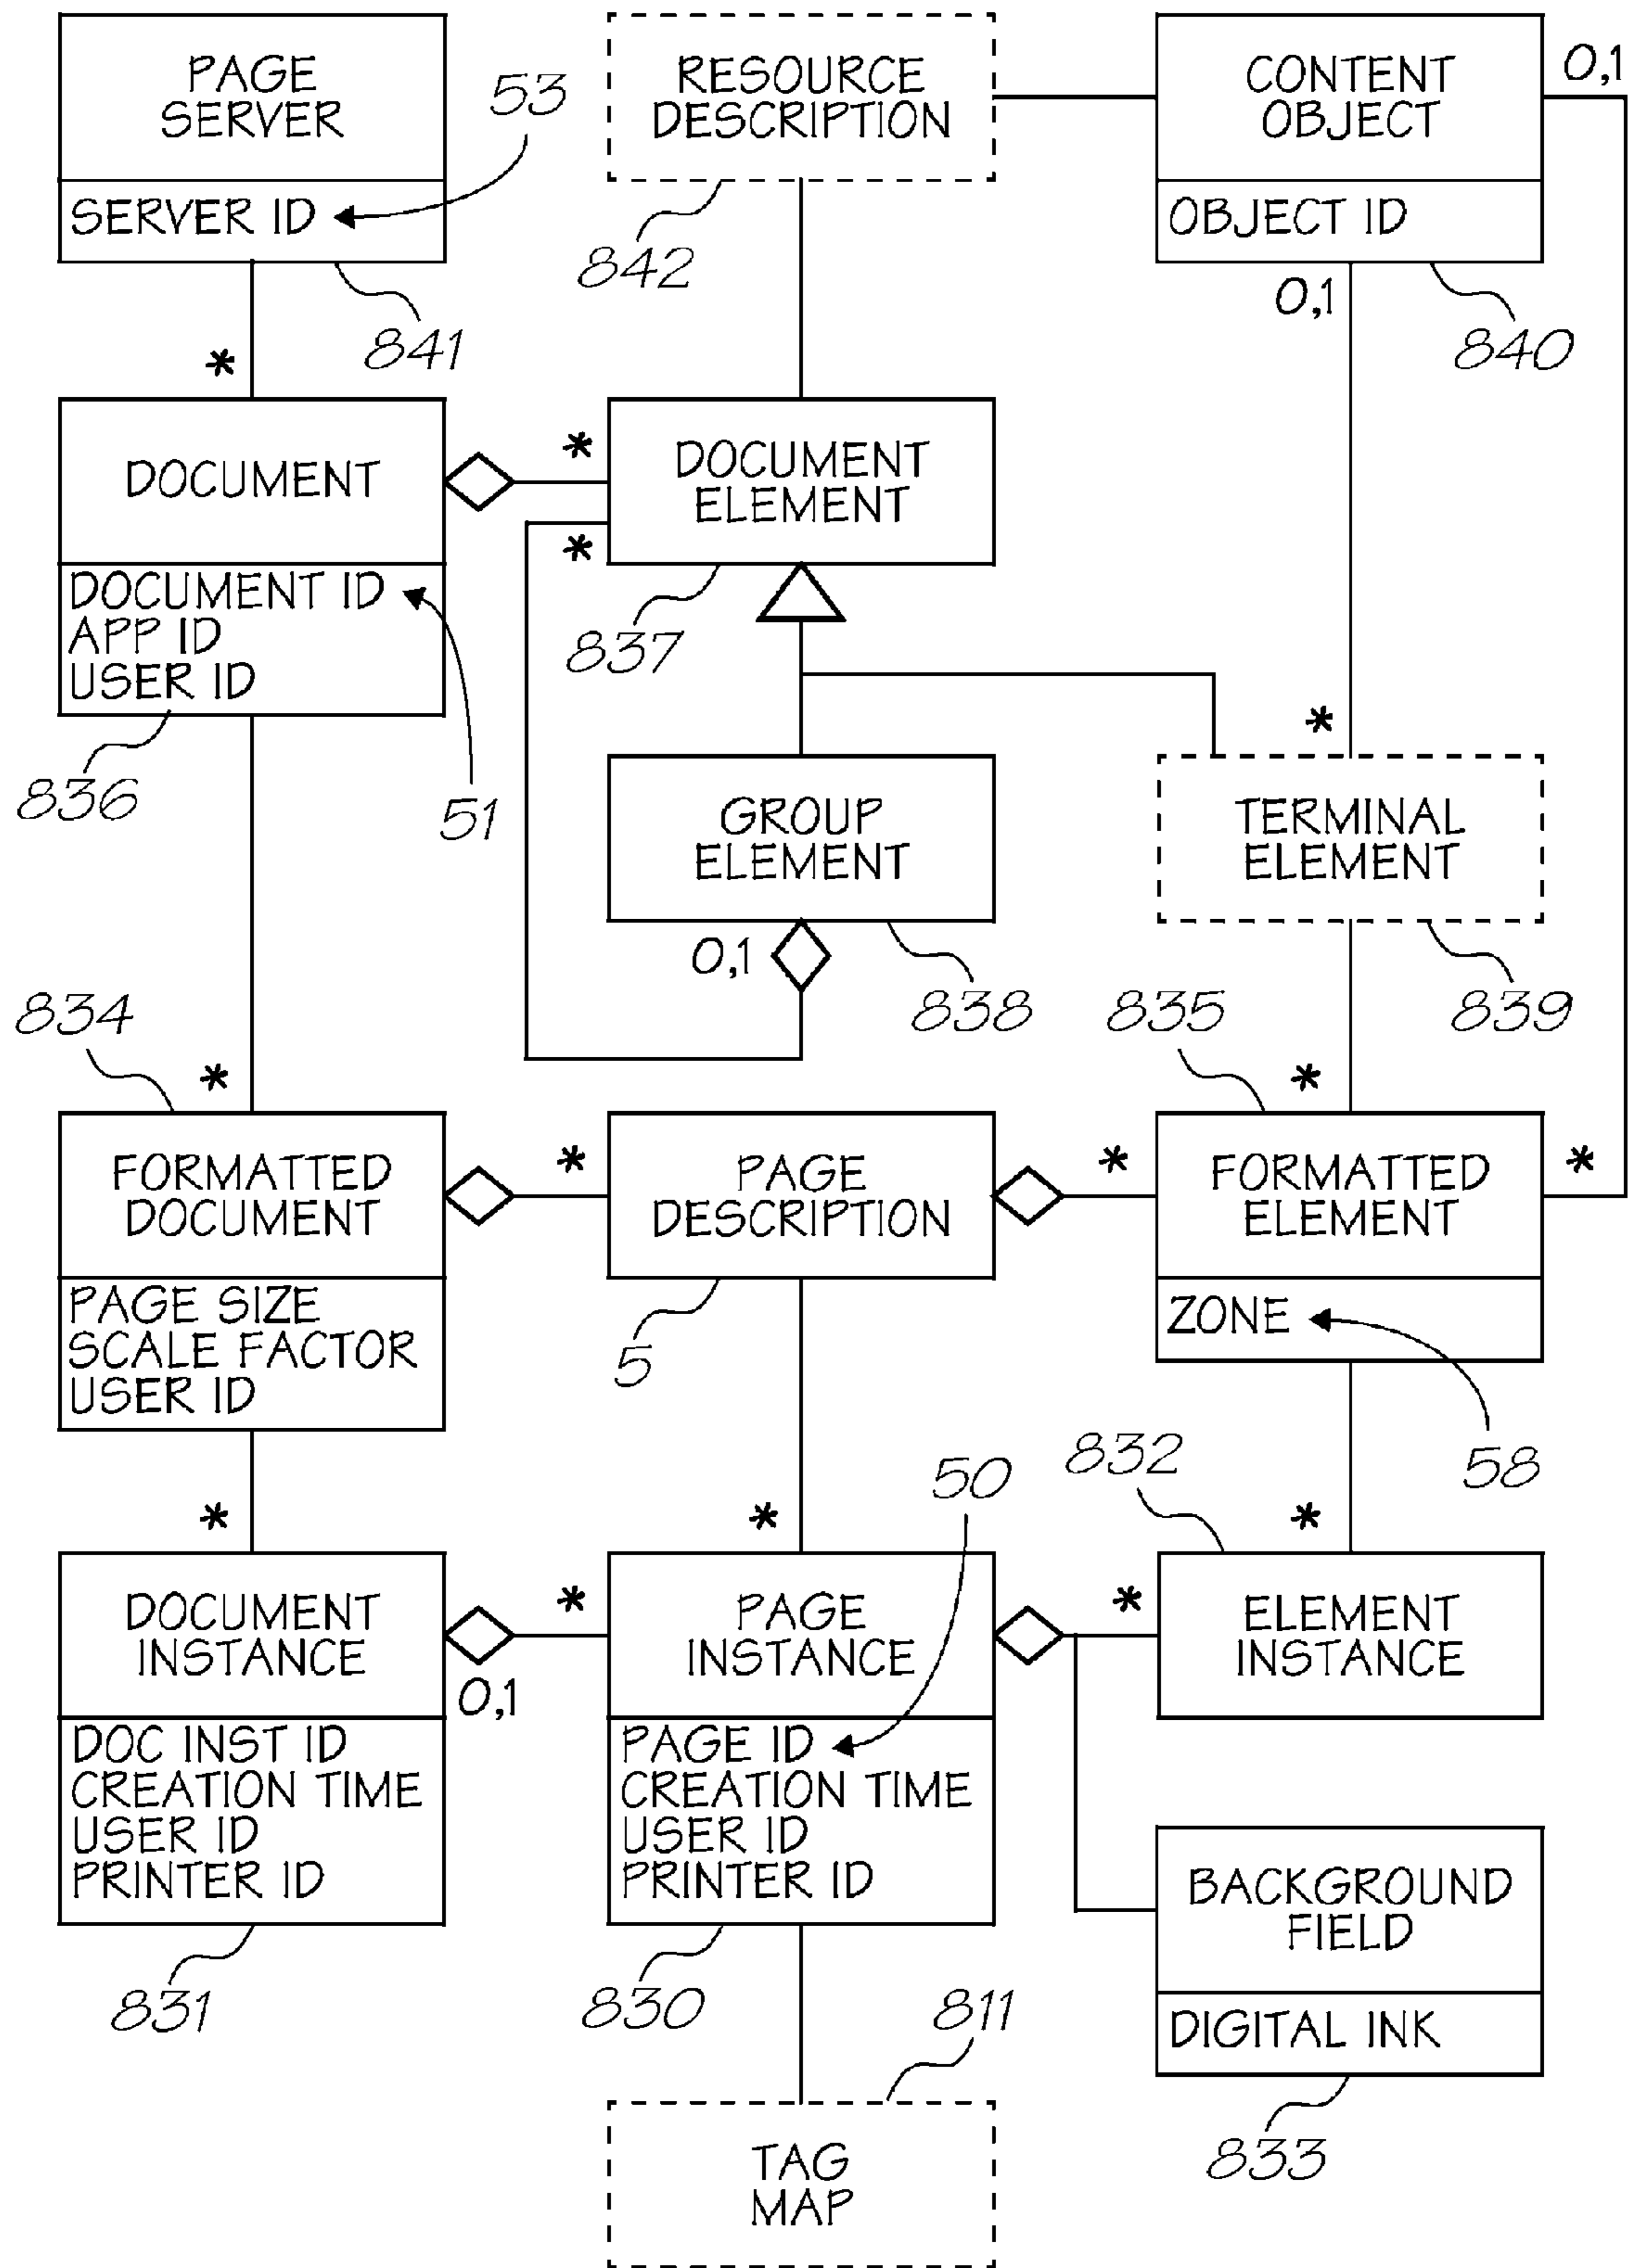 PAGE
SERVER
SERVER ID
53
841
RESOURCE
DESCRIPTION
842
CONTENT
OBJECT
OBJECT ID
0,1
0,1
840
*
DOCUMENT
DOCUMENT ID
APP ID
USER ID
836
51
*
*
DOCUMENT
ELEMENT
837
GROUP
ELEMENT
0,1
838
*
TERMINAL
ELEMENT
839
834
*
FORMATTED
DOCUMENT
PAGE SIZE
SCALE FACTOR
USER ID
*
PAGE
DESCRIPTION
5
835
*
*
*
FORMATTED
ELEMENT
ZONE
58
*
DOCUMENT
INSTANCE
0,1
DOC INST ID
CREATION TIME
USER ID
PRINTER ID
831
50
*
*
PAGE
INSTANCE
PAGE ID
CREATION TIME
USER ID
PRINTER ID
830
832
*
*
ELEMENT
INSTANCE
BACKGROUND
FIELD
DIGITAL INK
833
811
TAG
MAP